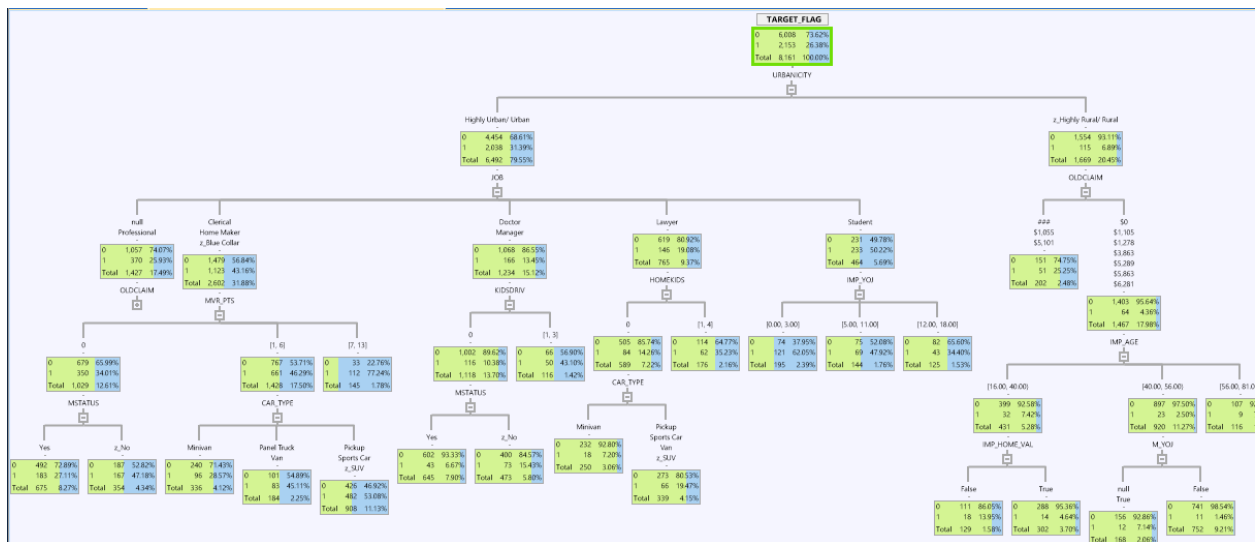 TARGET_FLAG
0 6,008 73.62%
1 2,153 26.38%
Total 8,161 100.00%
URBANICITY
Highly Urban/ Urban
0 4,454 68.61%
1 2,038 31.39%
Total 6,492 79.55%
JOB
z_Highly Rural/ Rural
0 1,554 93.11%
1 115 6.89%
Total 1,669 20.45%
OLDCLAIM
null
Professional
0 1,057 74.07%
1 370 25.93%
Total 1,427 17.49%
OLDCLAIM
Clerical
Home Maker
z_Blue Collar
0 1,479 56.84%
1 1,123 43.16%
Total 2,602 31.88%
MVR_PTS
Doctor
Manager
0 1,068 86.55%
1 166 13.45%
Total 1,234 15.12%
KIDSDRIV
Lawyer
0 619 80.92%
1 146 19.08%
Total 765 9.37%
HOMEKIDS
Student
0 231 49.78%
1 233 50.22%
Total 464 5.69%
IMP_YOJ
###
$1,055
$5,101
0 151 74.75%
1 51 25.25%
Total 202 2.48%
$0
$1,105
$1,278
$3,863
$5,289
$5,863
$6,281
0 1,403 95.64%
1 64 4.36%
Total 1,467 17.98%
IMP_AGE
0
0 679 65.99%
1 350 34.01%
Total 1,029 12.61%
MSTATUS
[1, 6)
0 767 53.71%
1 661 46.29%
Total 1,428 17.50%
CAR_TYPE
[7, 13)
0 33 22.76%
1 112 77.24%
Total 145 1.78%
0
0 1,002 89.62%
1 116 10.38%
Total 1,118 13.70%
MSTATUS
[1, 3)
0 66 56.90%
1 50 43.10%
Total 116 1.42%
0
0 505 85.74%
1 84 14.26%
Total 589 7.22%
CAR_TYPE
[1, 4)
0 114 64.77%
1 62 35.23%
Total 176 2.16%
[0.00, 3.00)
0 74 37.95%
1 121 62.05%
Total 195 2.39%
[5.00, 11.00)
0 75 52.08%
1 69 47.92%
Total 144 1.76%
[12.00, 18.00)
0 82 65.60%
1 43 34.40%
Total 125 1.53%
[16.00, 40.00)
0 399 92.58%
1 32 7.42%
Total 431 5.28%
IMP_HOME_VAL
[40.00, 56.00)
0 897 97.50%
1 23 2.50%
Total 920 11.27%
M_YOJ
[56.00, 81.0
0 107 92
1 9
Total 116
Yes
0 492 72.89%
1 183 27.11%
Total 675 8.27%
z_No
0 187 52.82%
1 167 47.18%
Total 354 4.34%
Minivan
0 240 71.43%
1 96 28.57%
Total 336 4.12%
Panel Truck
Van
0 101 54.89%
1 83 45.11%
Total 184 2.25%
Pickup
Sports Car
z_SUV
0 426 46.92%
1 482 53.08%
Total 908 11.13%
Yes
0 602 93.33%
1 43 6.67%
Total 645 7.90%
z_No
0 400 84.57%
1 73 15.43%
Total 473 5.80%
Minivan
0 232 92.80%
1 18 7.20%
Total 250 3.06%
Pickup
Sports Car
Van
z_SUV
0 273 80.53%
1 66 19.47%
Total 339 4.15%
False
0 111 86.05%
1 18 13.95%
Total 129 1.58%
True
0 288 95.36%
1 14 4.64%
Total 302 3.70%
null
True
0 156 92.86%
1 12 7.14%
Total 168 2.06%
False
0 741 98.54%
1 11 1.46%
Total 752 9.21%